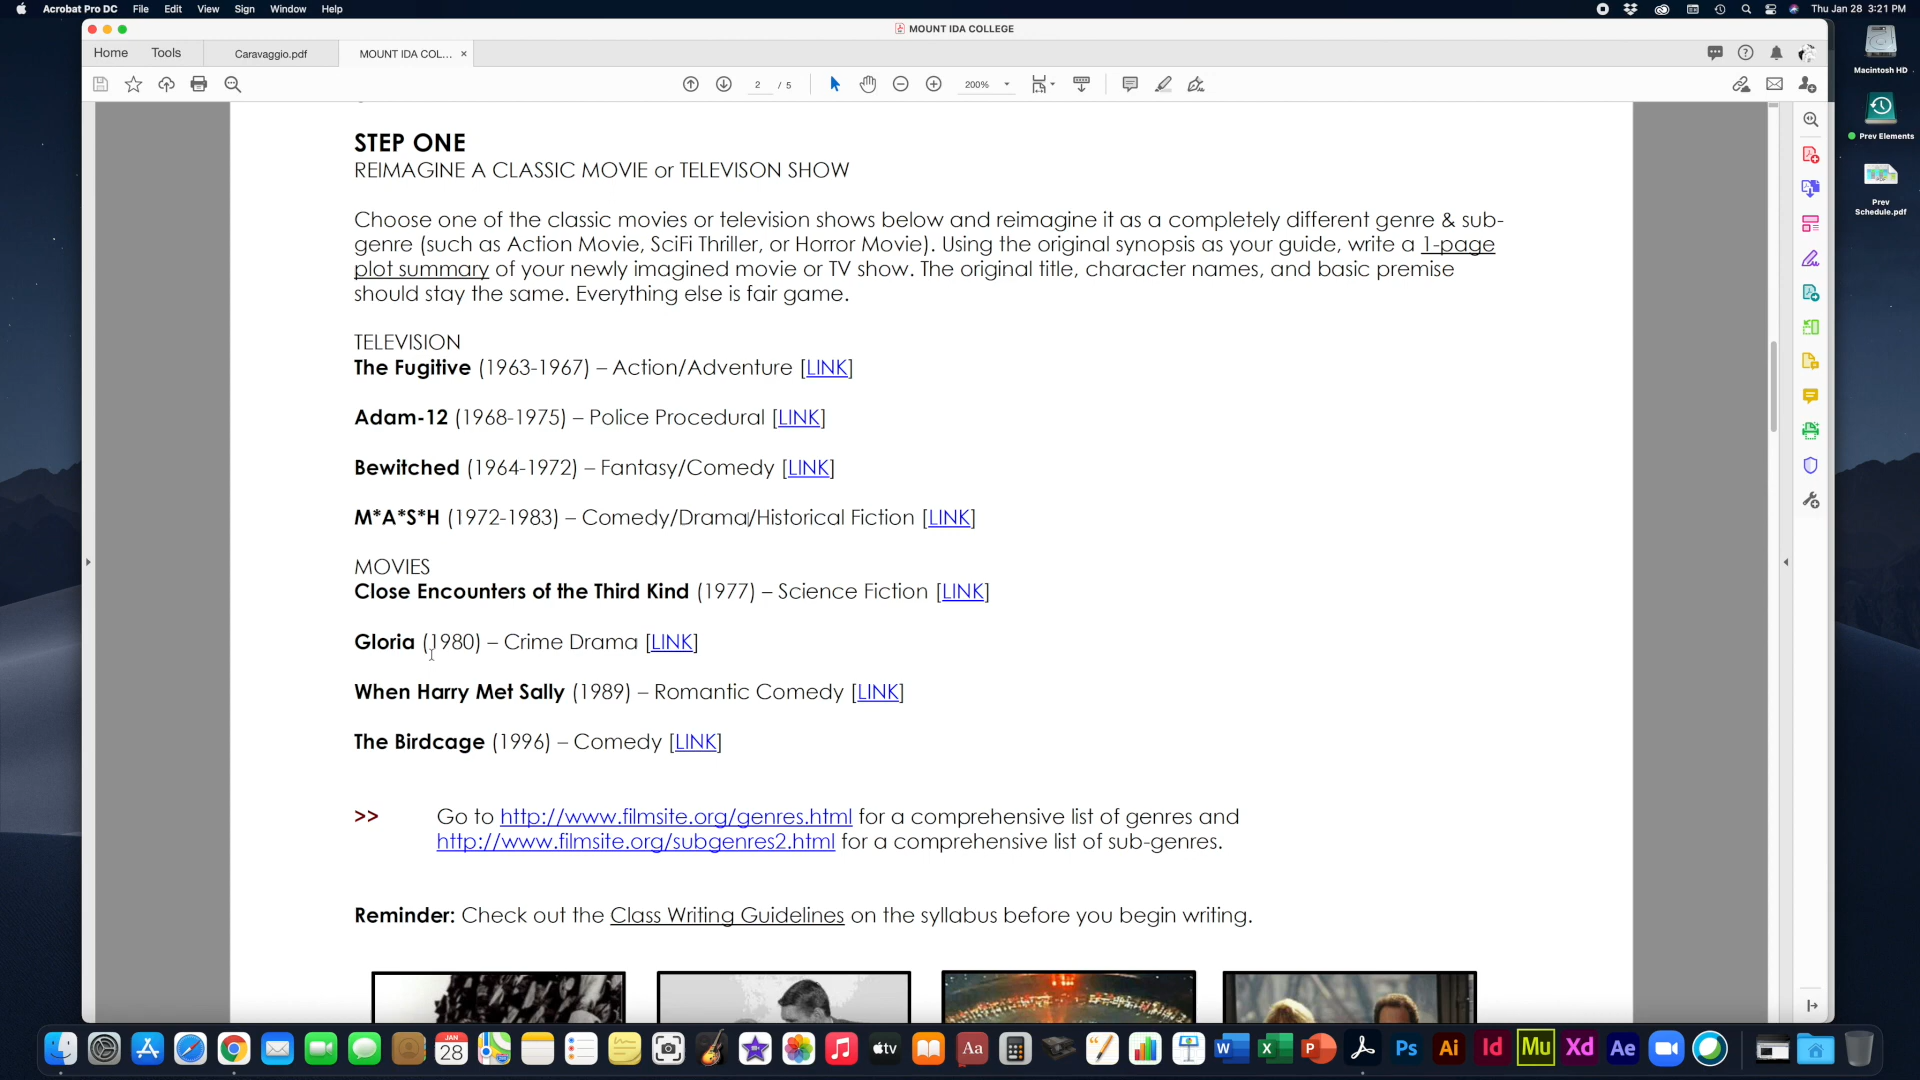 Acrobat Pro DC File Edit View Sign Window Help Thu Jan 28 3:21 PM
MOUNT IDA COLLEGE
Home Tools Caravaggio.pdf MOUNT IDA COL... ×
2 / 5 200%
Macintosh HD
Prev Elements
Prev
Schedule.pdf
STEP ONE
REIMAGINE A CLASSIC MOVIE or TELEVISON SHOW
Choose one of the classic movies or television shows below and reimagine it as a completely different genre & sub-
genre (such as Action Movie, SciFi Thriller, or Horror Movie). Using the original synopsis as your guide, write a 1-page
plot summary of your newly imagined movie or TV show. The original title, character names, and basic premise
should stay the same. Everything else is fair game.
TELEVISION
The Fugitive (1963-1967) – Action/Adventure [LINK]
Adam-12 (1968-1975) – Police Procedural [LINK]
Bewitched (1964-1972) – Fantasy/Comedy [LINK]
M*A*S*H (1972-1983) – Comedy/Drama/Historical Fiction [LINK]
MOVIES
Close Encounters of the Third Kind (1977) – Science Fiction [LINK]
Gloria (1980) – Crime Drama [LINK]
When Harry Met Sally (1989) – Romantic Comedy [LINK]
The Birdcage (1996) – Comedy [LINK]
>> Go to http://www.filmsite.org/genres.html for a comprehensive list of genres and
http://www.filmsite.org/subgenres2.html for a comprehensive list of sub-genres.
Reminder: Check out the Class Writing Guidelines on the syllabus before you begin writing.
JAN
28
tv
Aa
W
X
P
Ps
Ai
Id
Mu
Xd
Ae